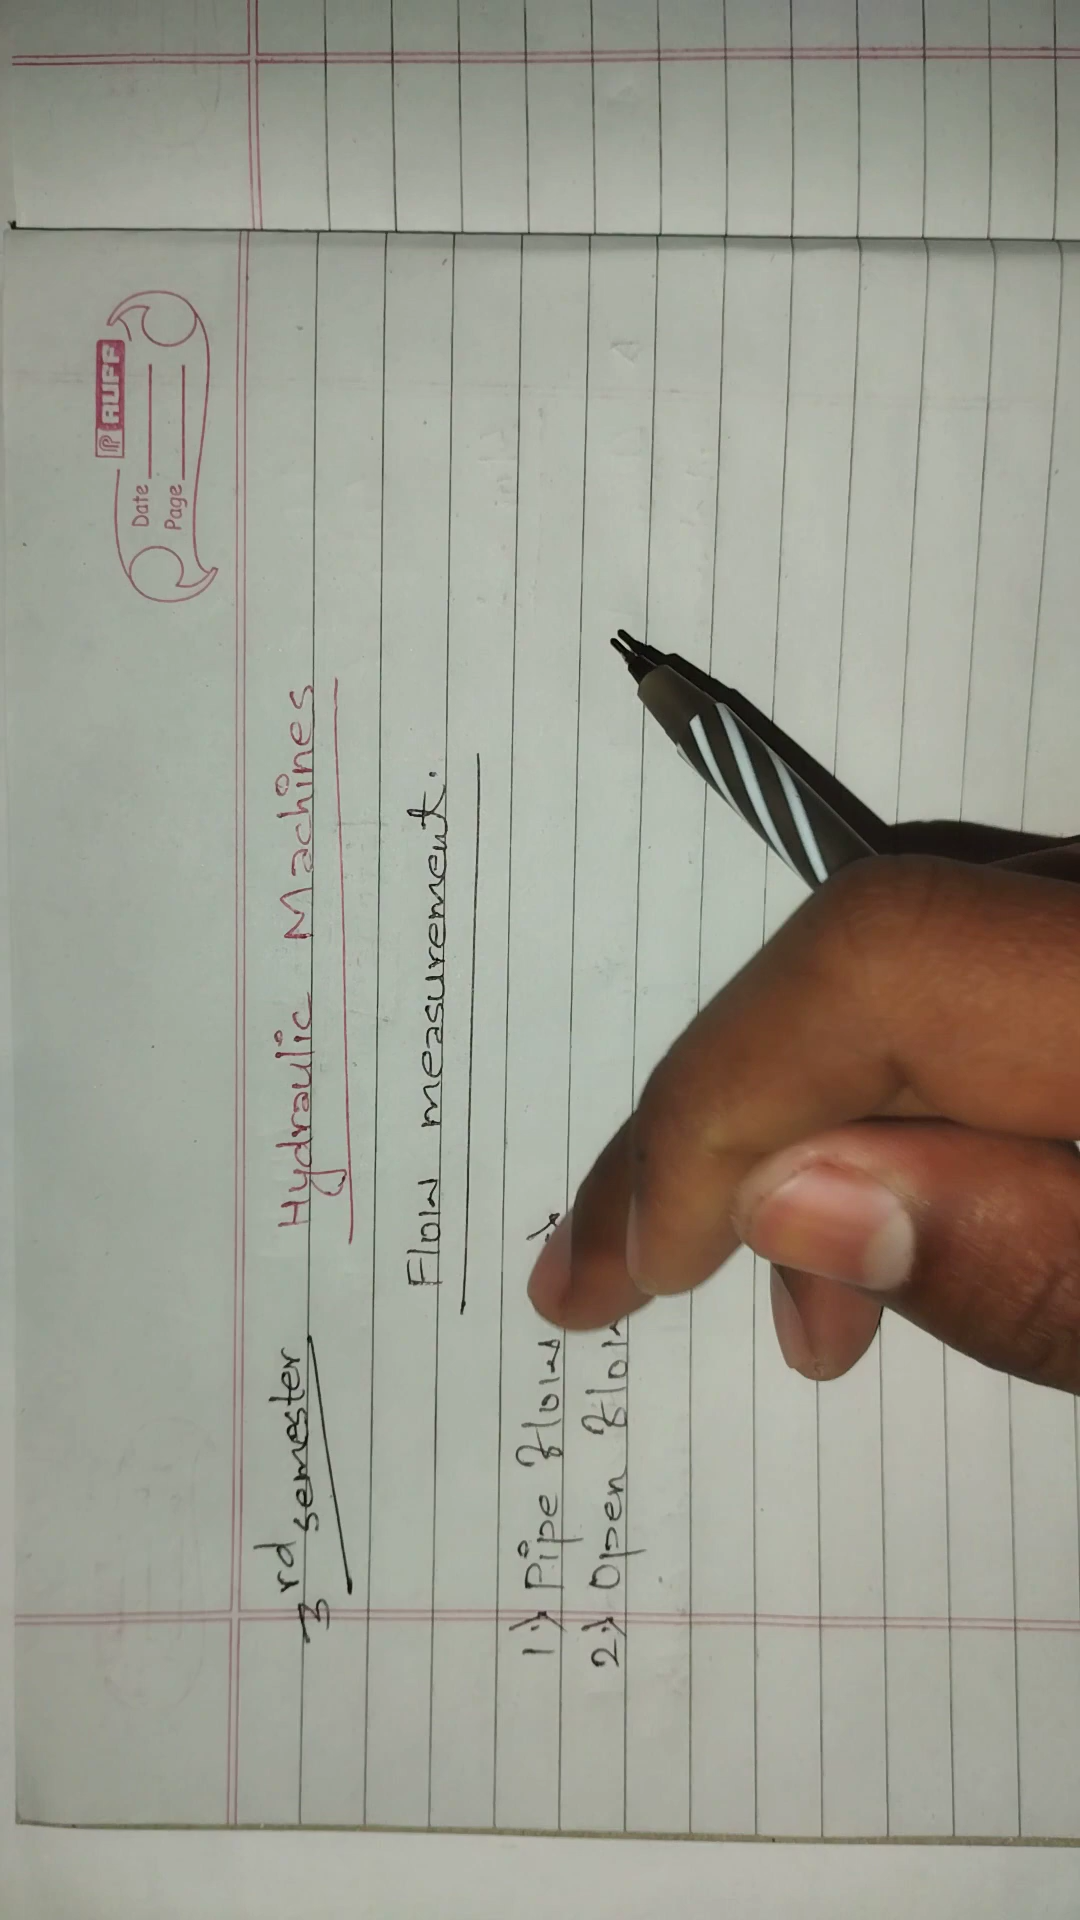 RUFF
Date
Page
3rd semester Hydraulic Machines
Flow measurement.
1) Pipe flow
2) Open flow